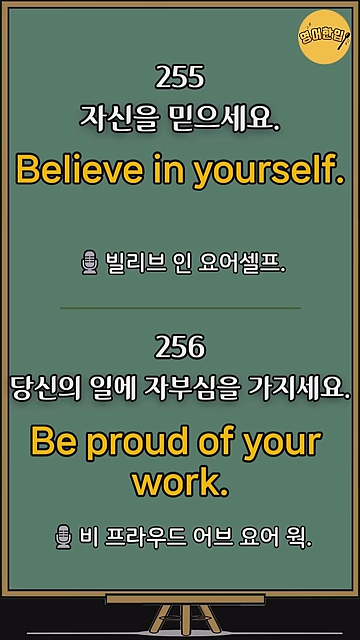 영어한입
255
자신을 믿으세요.
Believe in yourself.
빌리브 인 요어셀프.
256
당신의 일에 자부심을 가지세요.
Be proud of your
work.
비 프라우드 어브 요어 웍.